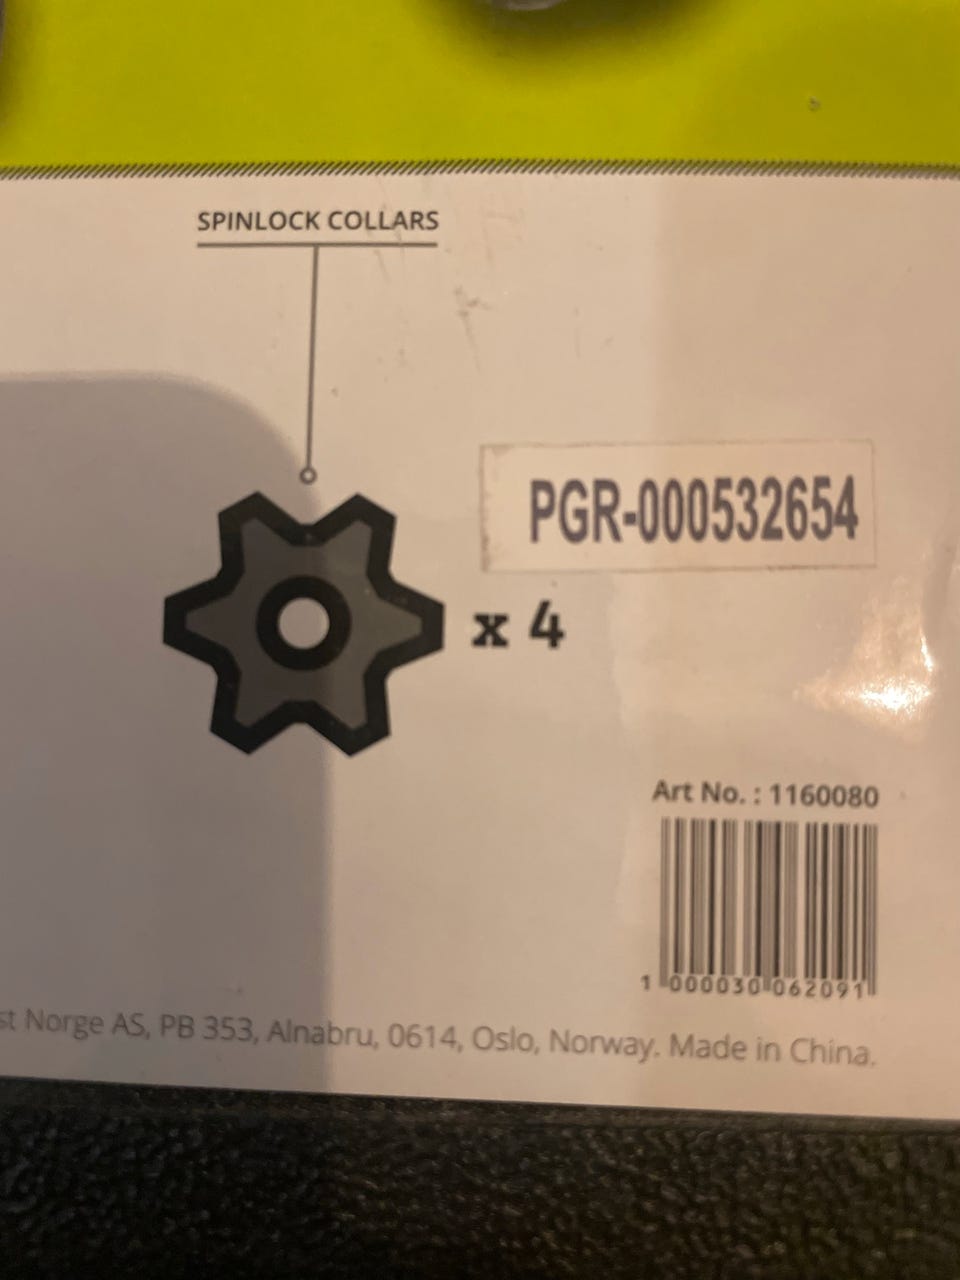 SPINLOCK COLLARS
PGR-000532654
x 4
Art No. : 1160080
1 000030 062091
Norge AS, PB 353, Alnabru, 0614, Oslo, Norway. Made in China.